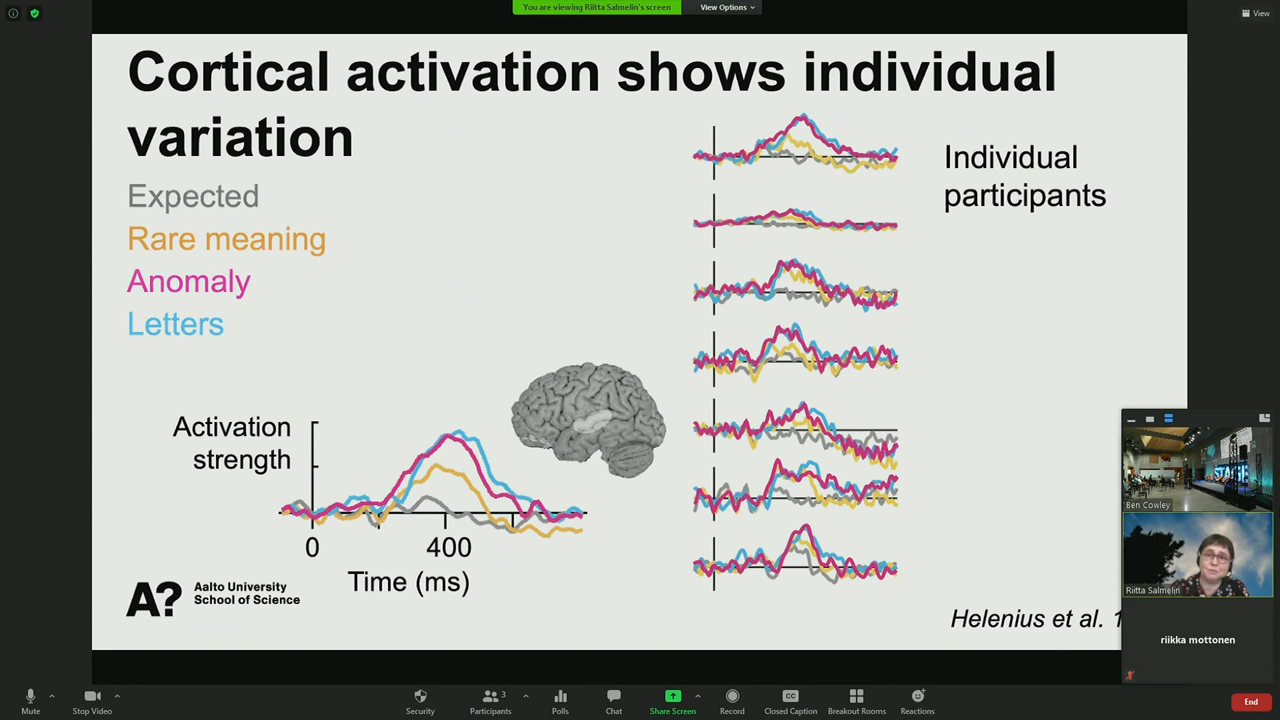 You are viewing Riitta Salmelin's screen
View Options
View
Cortical activation shows individual
variation
Expected
Rare meaning
Anomaly
Letters
Individual
participants
Activation
strength
0
400
Time (ms)
A?
Aalto University
School of Science
Helenius et al.
START
Ben Cowley
Riitta Salmelin
riikka mottonen
Mute
Stop Video
Security
Participants
3
Polls
Chat
Share Screen
Record
Closed Caption
Breakout Rooms
Reactions
End